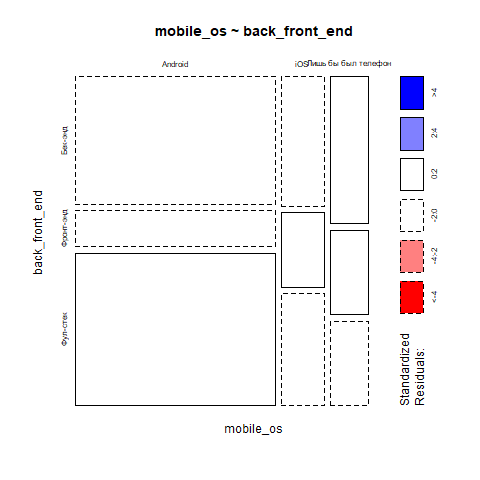 mobile_os ~ back_front_end
Android
iOS
Лишь бы был телефон
Бек-энд
Фронт-энд
Фул-стек
back_front_end
mobile_os
>4
2:4
0:2
-2:0
-4:-2
<-4
Standardized
Residuals: